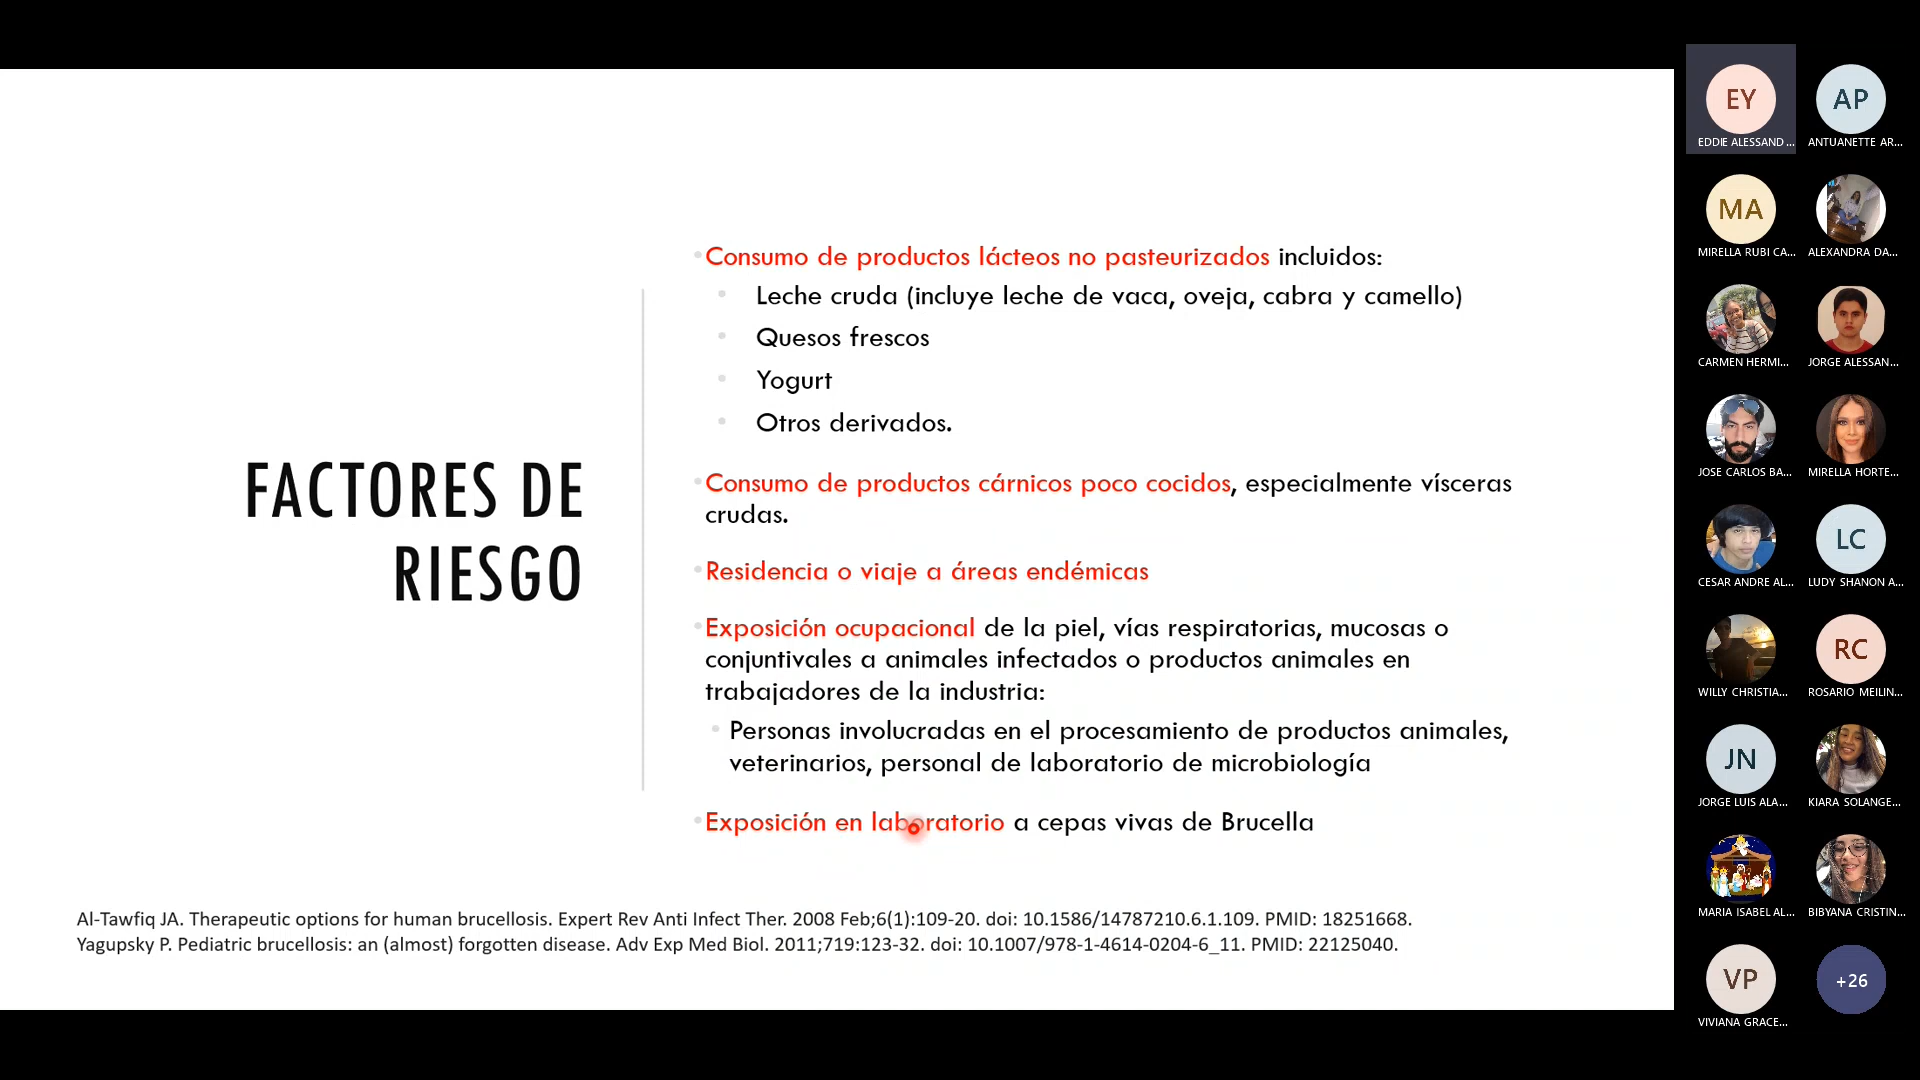 FACTORES DE
RIESGO
Consumo de productos lácteos no pasteurizados incluidos:
Leche cruda (incluye leche de vaca, oveja, cabra y camello)
Quesos frescos
Yogurt
Otros derivados.
Consumo de productos cárnicos poco cocidos, especialmente vísceras
crudas.
Residencia o viaje a áreas endémicas
Exposición ocupacional de la piel, vías respiratorias, mucosas o
conjuntivales a animales infectados o productos animales en
trabajadores de la industria:
Personas involucradas en el procesamiento de productos animales,
veterinarios, personal de laboratorio de microbiología
Exposición en laboratorio a cepas vivas de Brucella
Al-Tawfiq JA. Therapeutic options for human brucellosis. Expert Rev Anti Infect Ther. 2008 Feb;6(1):109-20. doi: 10.1586/14787210.6.1.109. PMID: 18251668.
Yagupsky P. Pediatric brucellosis: an (almost) forgotten disease. Adv Exp Med Biol. 2011;719:123-32. doi: 10.1007/978-1-4614-0204-6_11. PMID: 22125040.
EY
AP
EDDIE ALESSAND...
ANTUANETTE AR...
MA
MIRELLA RUBI CA...
ALEXANDRA DA...
CARMEN HERMI...
JORGE ALESSAN...
JOSE CARLOS BA...
MIRELLA HORTE...
LC
CESAR ANDRE AL...
LUDY SHANON A...
RC
WILLY CHRISTIA...
ROSARIO MEILIN...
JN
JORGE LUIS ALA...
KIARA SOLANGE...
MARIA ISABEL AL...
BIBYANA CRISTIN...
VP
+26
VIVIANA GRACE...